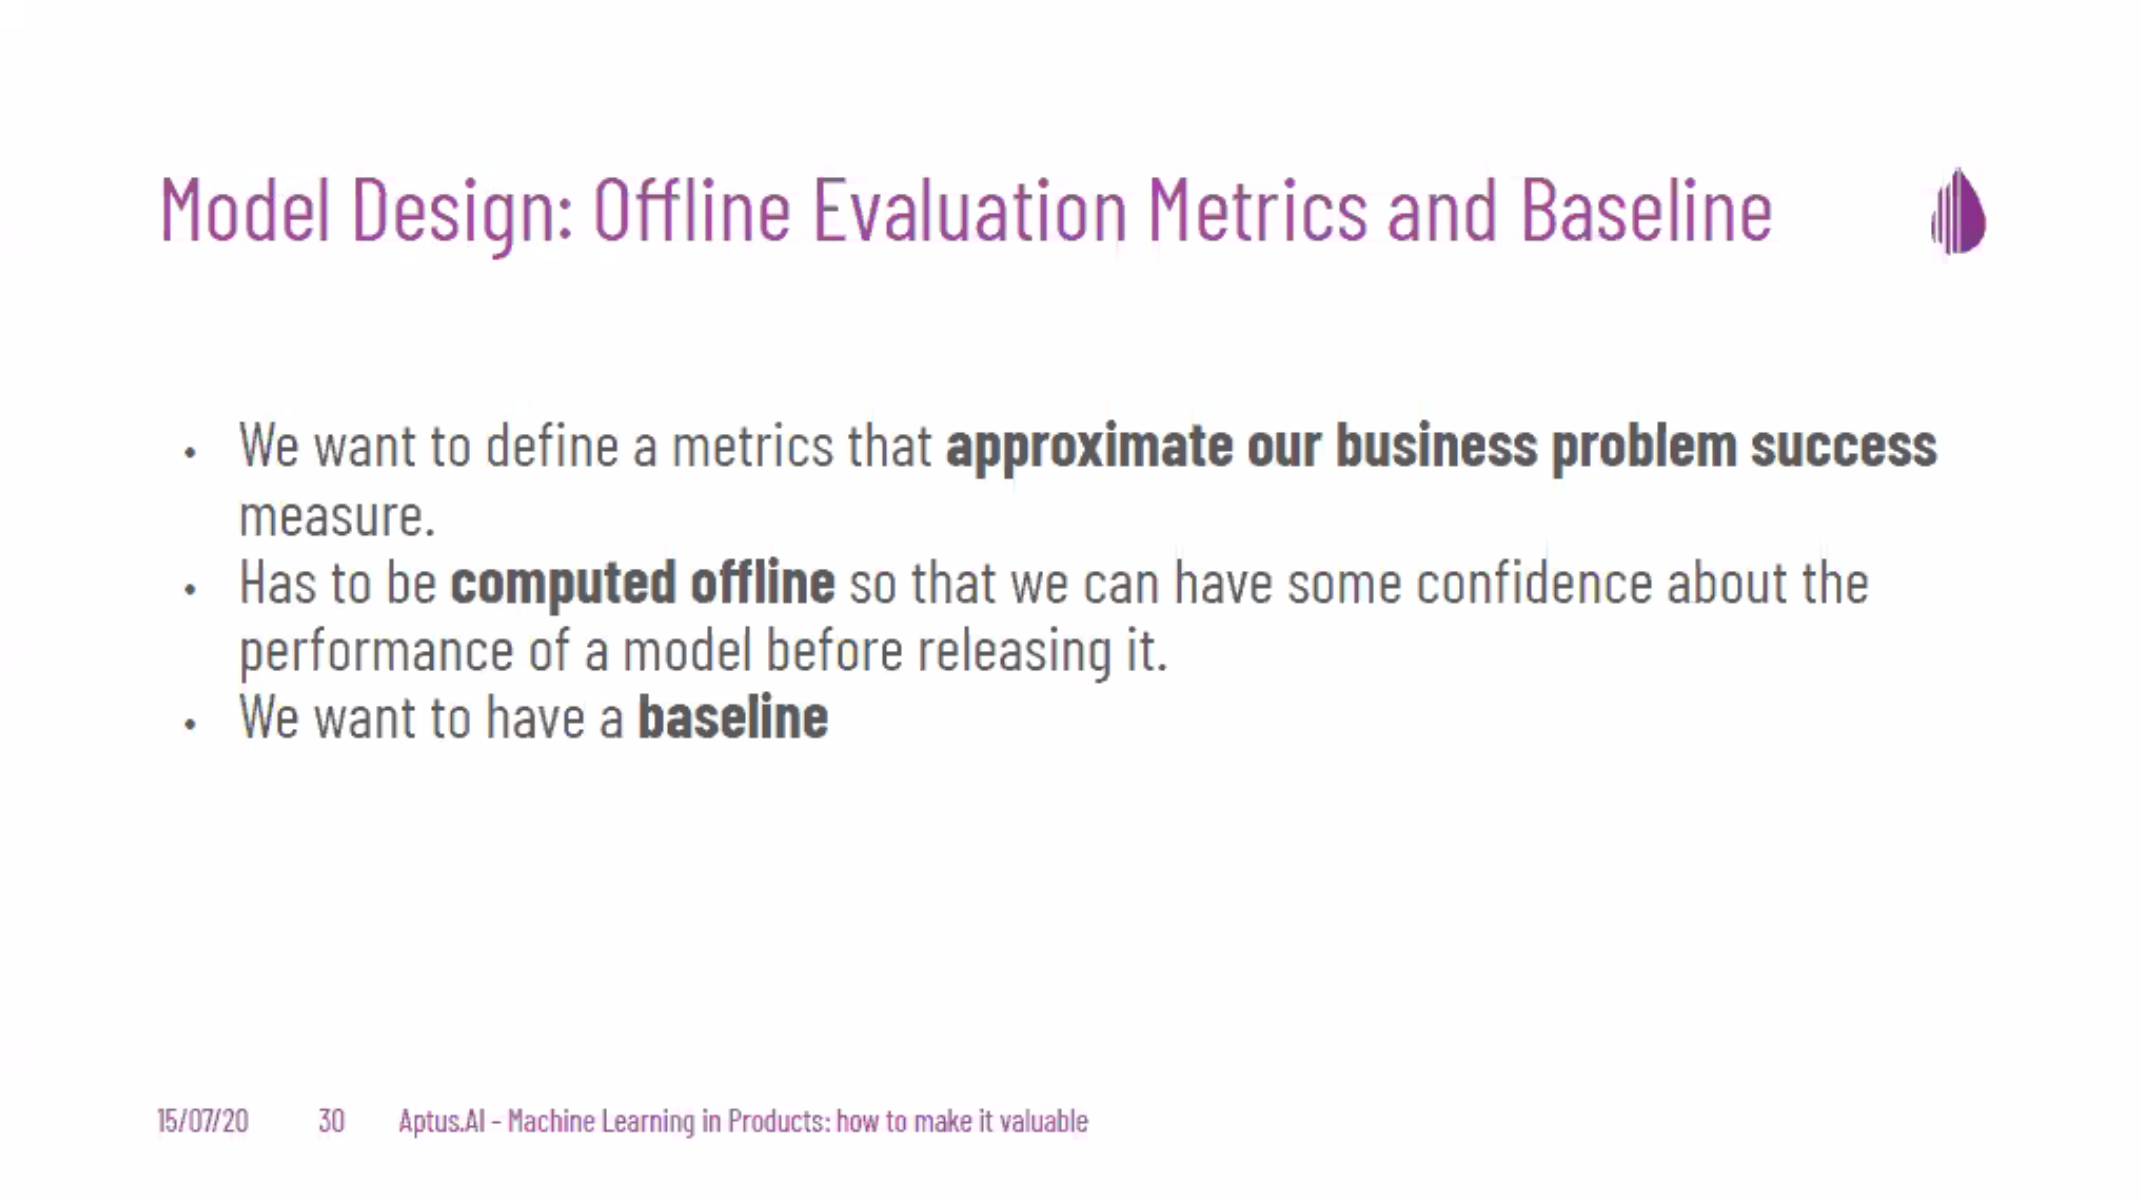 Model Design: Offline Evaluation Metrics and Baseline
• We want to define a metrics that approximate our business problem success
measure.
• Has to be computed offline so that we can have some confidence about the
performance of a model before releasing it.
• We want to have a baseline
15/07/20 30 Aptus.AI - Machine Learning in Products: how to make it valuable